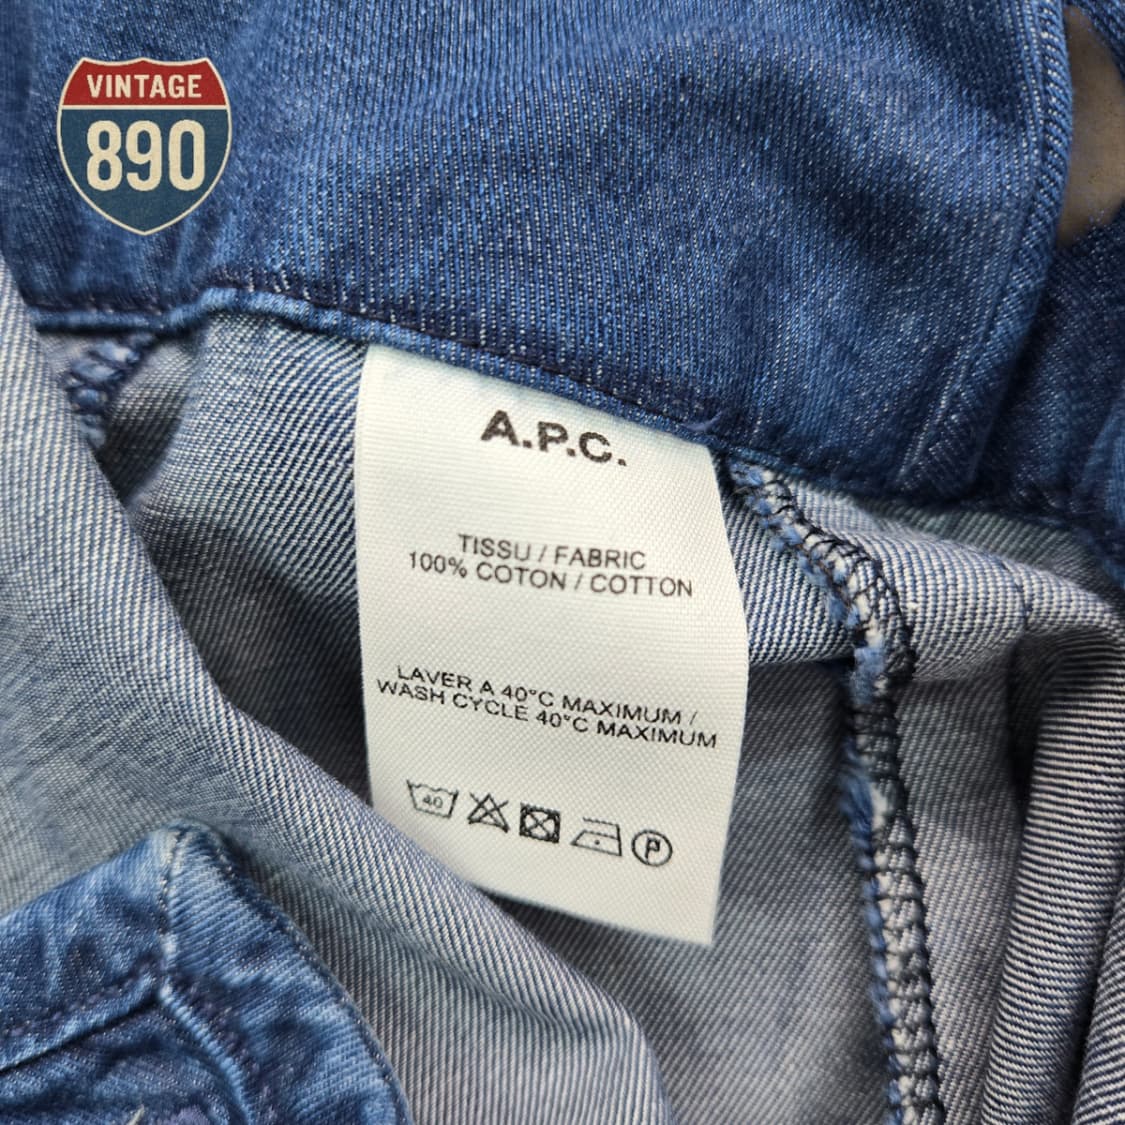 VINTAGE
890
A.P.C.
TISSU / FABRIC
100% COTON / COTTON
LAVER A 40°C MAXIMUM /
WASH CYCLE 40°C MAXIMUM
40
P